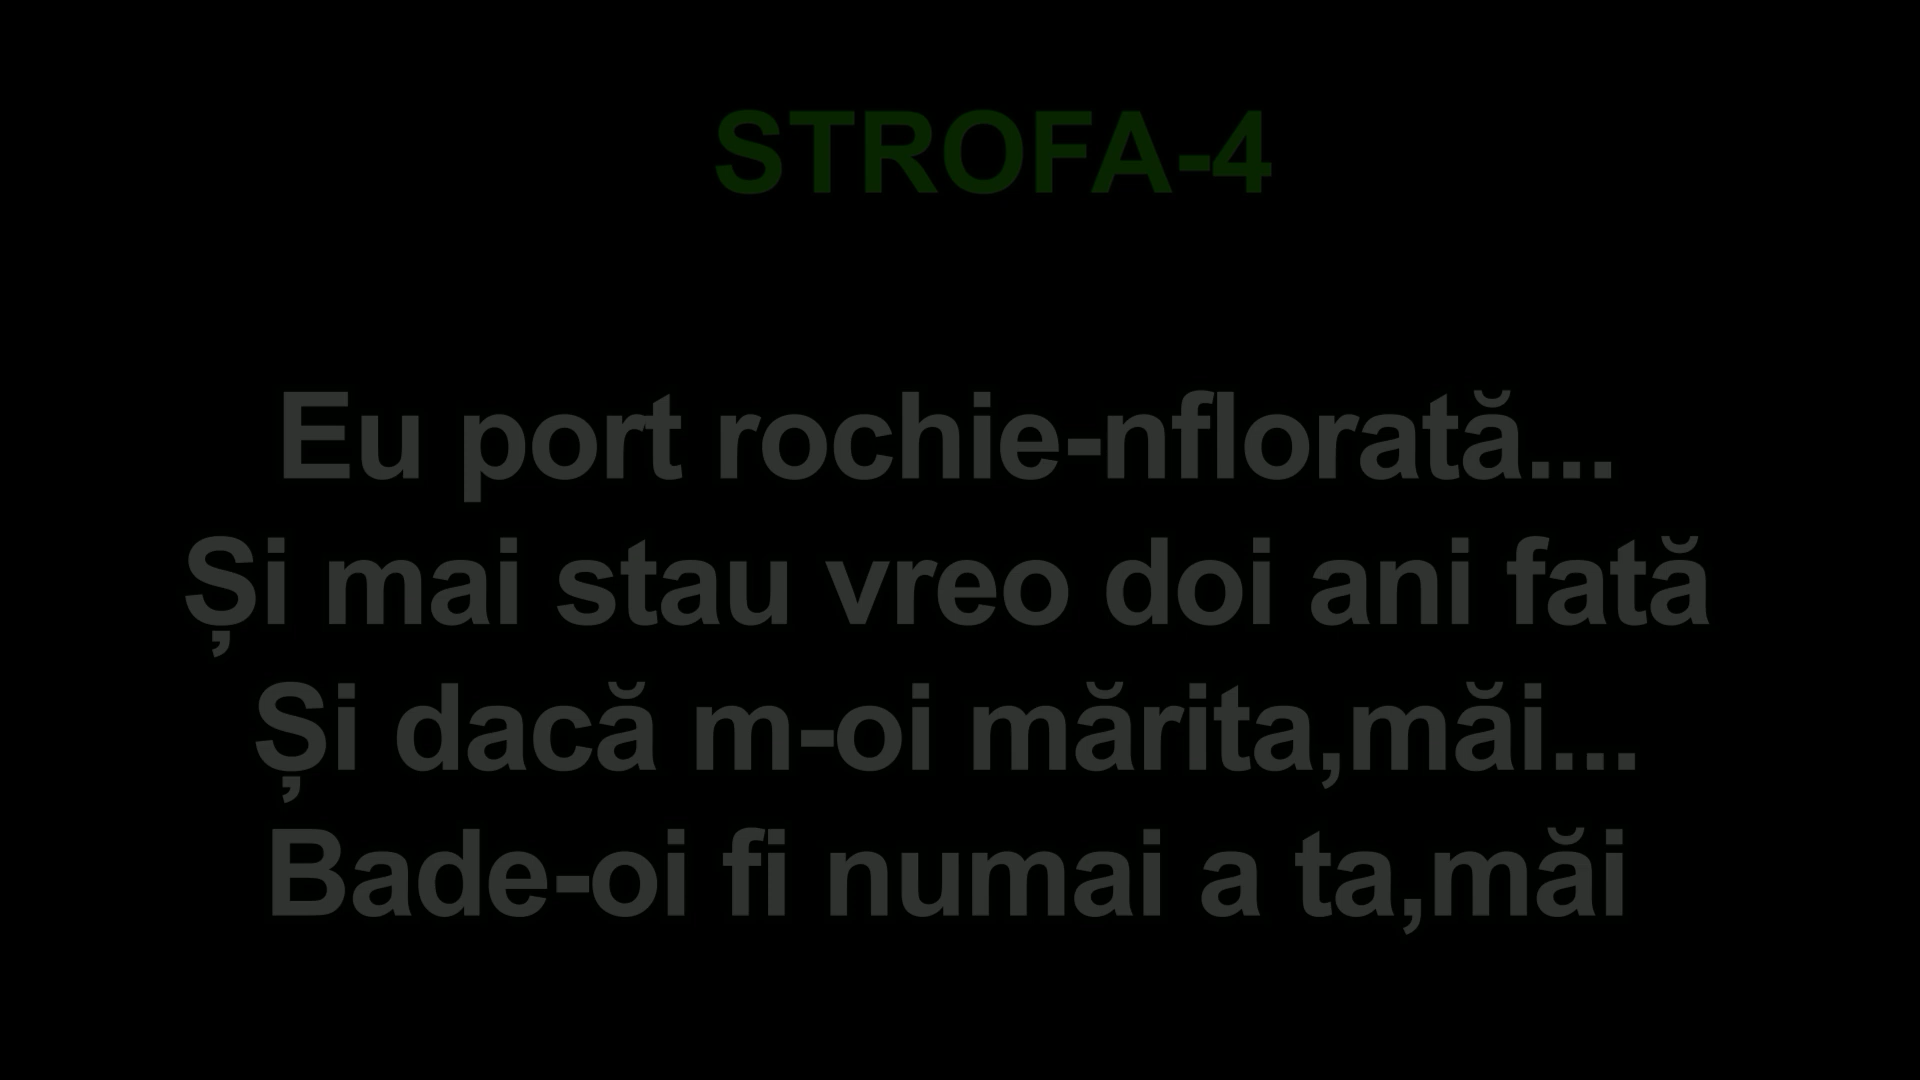 STROFA-4
Eu port rochie-nflorată...
Și mai stau vreo doi ani fată
Și dacă m-oi mărita,măi...
Bade-oi fi numai a ta,măi